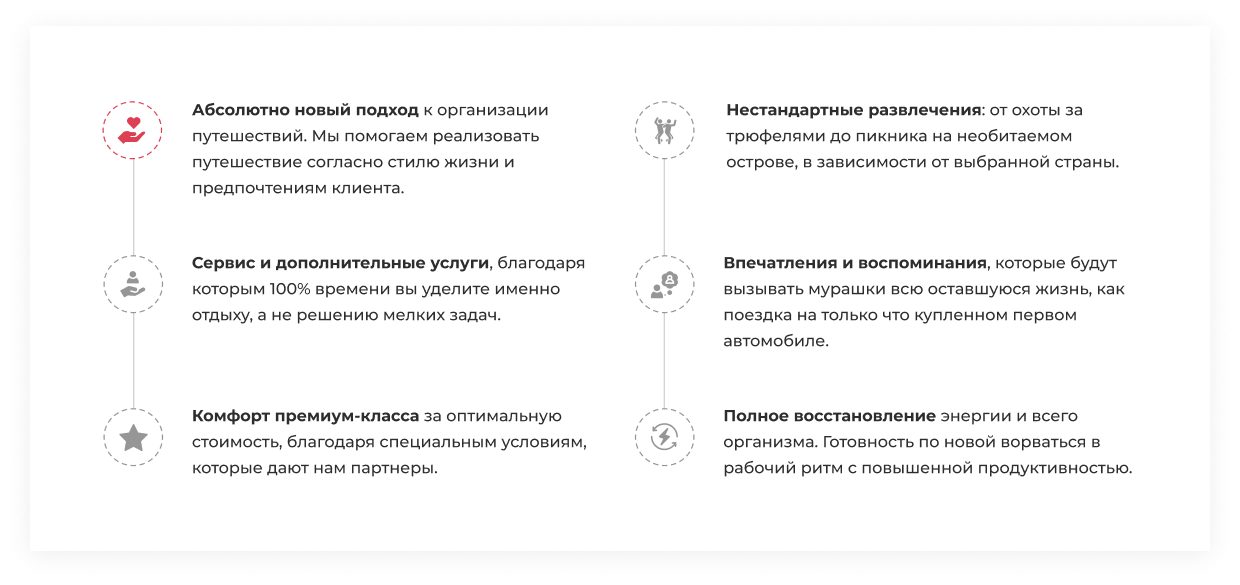 Абсолютно новый подход к организации
путешествий. Мы помогаем реализовать
путешествие согласно стилю жизни и
предпочтениям клиента.
Сервис и дополнительные услуги, благодаря
которым 100% времени вы уделите именно
отдыху, а не решению мелких задач.
Комфорт премиум-класса за оптимальную
стоимость, благодаря специальным условиям,
которые дают нам партнеры.
Нестандартные развлечения: от охоты за
трюфелями до пикника на необитаемом
острове, в зависимости от выбранной страны.
Впечатления и воспоминания, которые будут
вызывать мурашки всю оставшуюся жизнь, как
поездка на только что купленном первом
автомобиле.
Полное восстановление энергии и всего
организма. Готовность по новой ворваться в
рабочий ритм с повышенной продуктивностью.